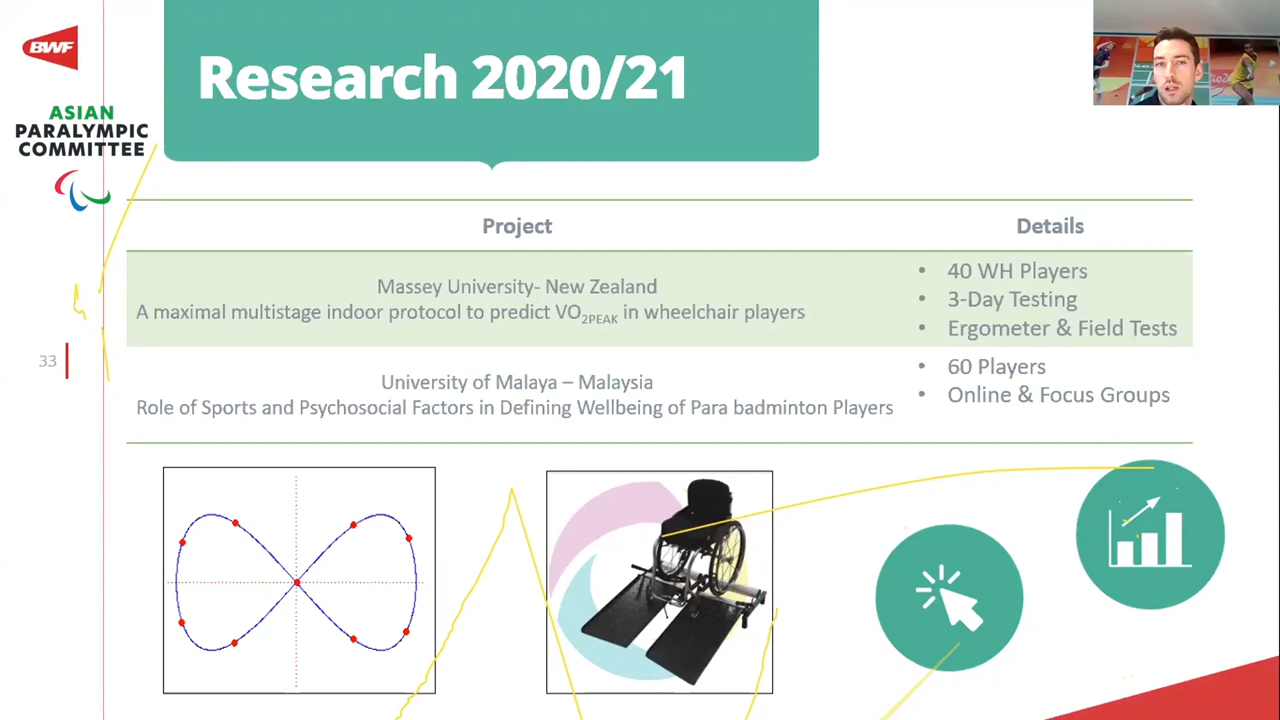 BWF
Research 2020/21
ASIAN
PARALYMPIC
COMMITTEE
Project
Details
Massey University- New Zealand
A maximal multistage indoor protocol to predict VO2PEAK in wheelchair players
• 40 WH Players
• 3-Day Testing
• Ergometer & Field Tests
33
University of Malaya – Malaysia
Role of Sports and Psychosocial Factors in Defining Wellbeing of Para badminton Players
• 60 Players
• Online & Focus Groups